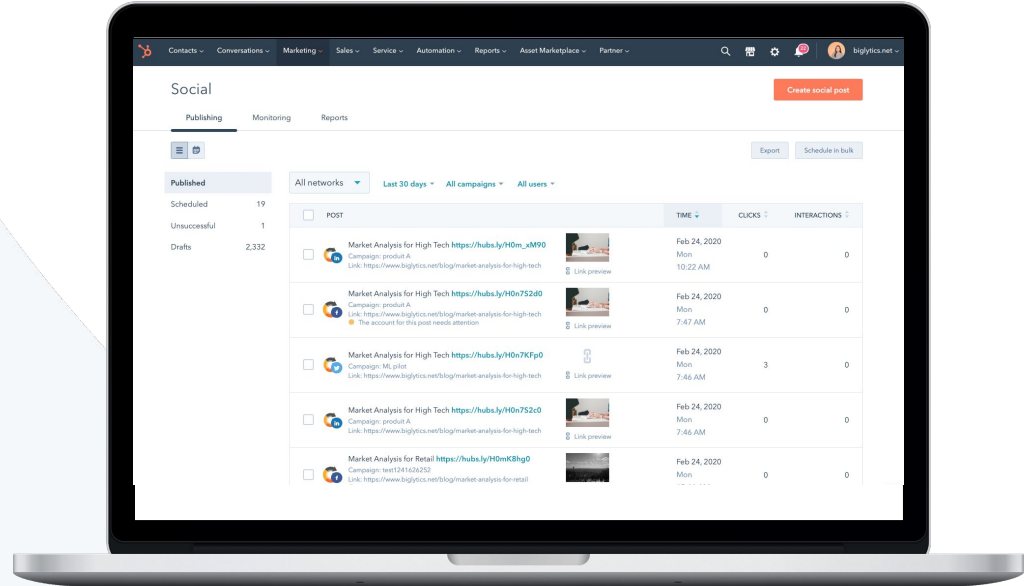 Contacts Conversations Marketing Sales Service Automation Reports Asset Marketplace Partner 22 biglytics.net
Social
Create social post
Publishing Monitoring Reports
Export Schedule in bulk
Published
Scheduled 19
Unsuccessful 1
Drafts 2,332
All networks Last 30 days All campaigns All users
POST TIME CLICKS INTERACTIONS
Market Analysis for High Tech https://hubs.ly/H0m_xM90
Campaign: produit A
Link: https://www.biglytics.net/blog/market-analysis-for-high-tech
Link preview
Feb 24, 2020
Mon
10:22 AM
0 0
Market Analysis for High Tech https://hubs.ly/H0n7S2d0
Campaign: produit A
Link: https://www.biglytics.net/blog/market-analysis-for-high-tech
The account for this post needs attention
Link preview
Feb 24, 2020
Mon
7:47 AM
0 0
Market Analysis for High Tech https://hubs.ly/H0n7KFp0
Campaign: ML pilot
Link: https://www.biglytics.net/blog/market-analysis-for-high-tech
Link preview
Feb 24, 2020
Mon
7:46 AM
3 0
Market Analysis for High Tech https://hubs.ly/H0n7S2c0
Campaign: produit A
Link: https://www.biglytics.net/blog/market-analysis-for-high-tech
Link preview
Feb 24, 2020
Mon
7:46 AM
0 0
Market Analysis for Retail https://hubs.ly/H0mK8hg0
Campaign: test1241626252
Link: https://www.biglytics.net/blog/market-analysis-for-retail
Feb 24, 2020
Mon
0 0